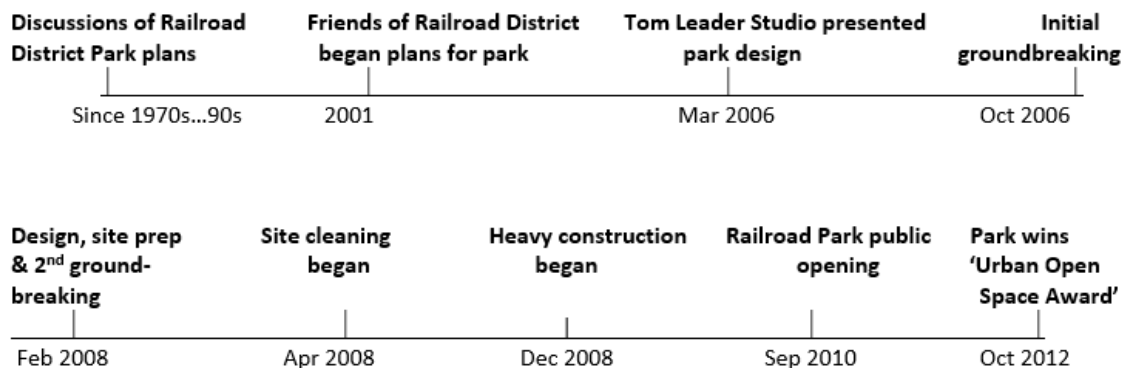 Discussions of Railroad Friends of Railroad District Tom Leader Studio presented Initial
District Park plans began plans for park park design groundbreaking
Since 1970s…90s 2001 Mar 2006 Oct 2006
Design, site prep Site cleaning Heavy construction Railroad Park public Park wins
& 2nd ground- began began opening ‘Urban Open
breaking Space Award’
Feb 2008 Apr 2008 Dec 2008 Sep 2010 Oct 2012